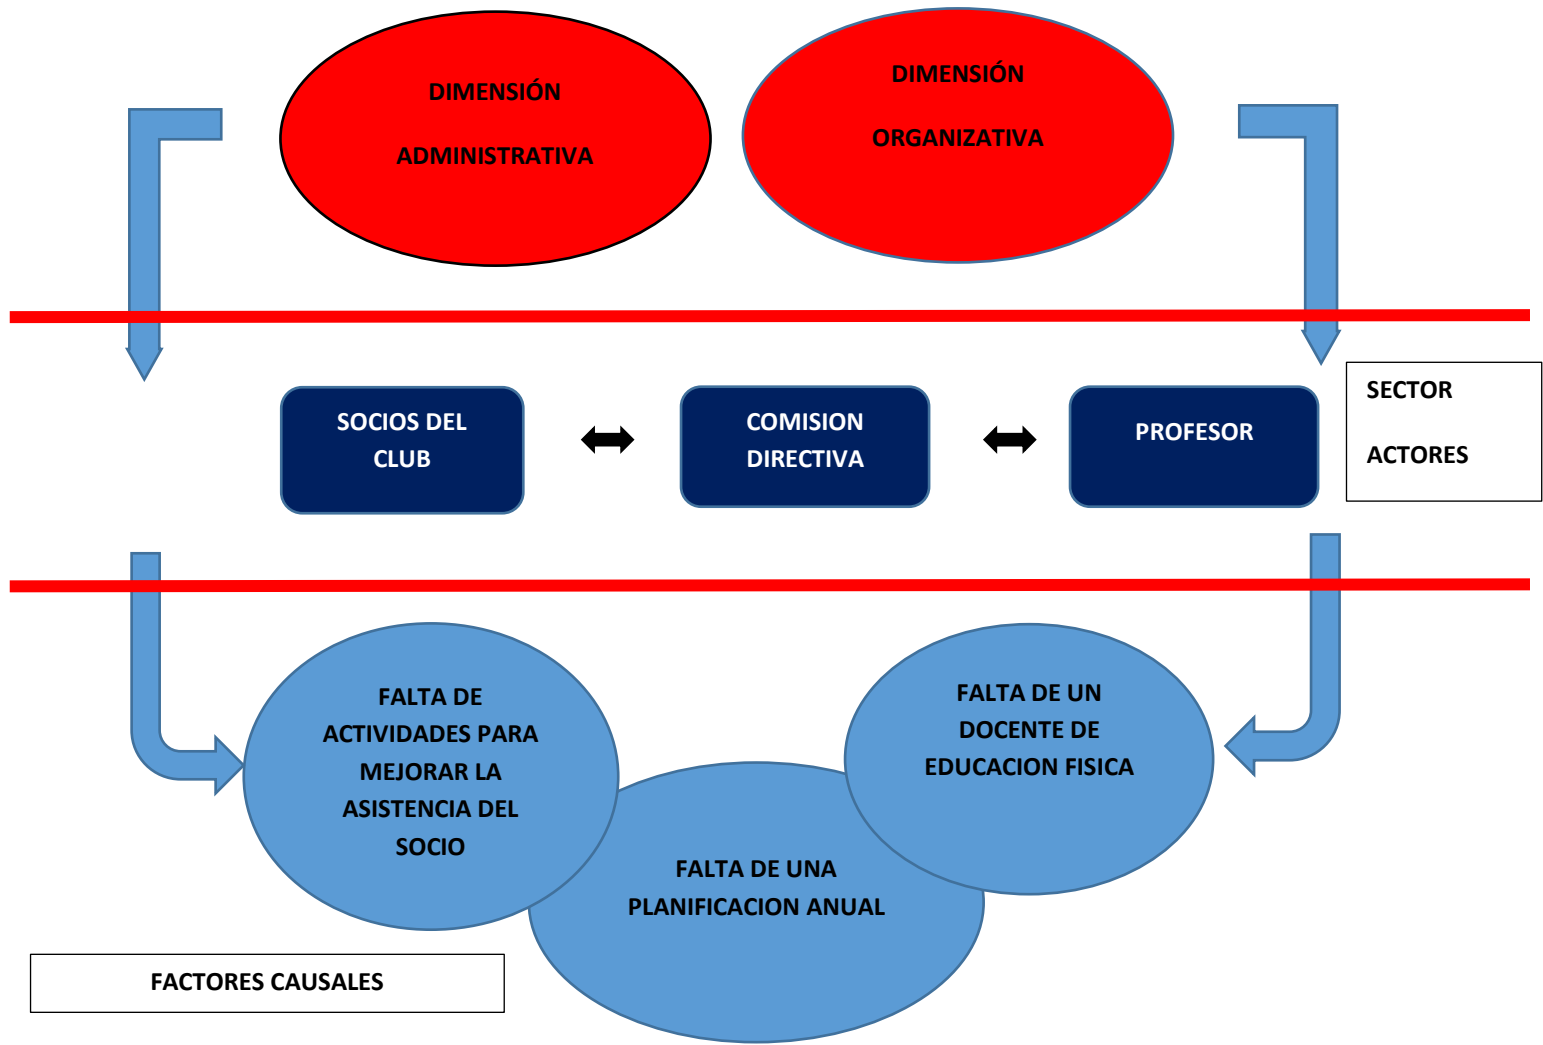 DIMENSIÓN
ADMINISTRATIVA
DIMENSIÓN
ORGANIZATIVA
SOCIOS DEL
CLUB
COMISION
DIRECTIVA
PROFESOR
SECTOR
ACTORES
FALTA DE
ACTIVIDADES PARA
MEJORAR LA
ASISTENCIA DEL
SOCIO
FALTA DE UNA
PLANIFICACION ANUAL
FALTA DE UN
DOCENTE DE
EDUCACION FISICA
FACTORES CAUSALES